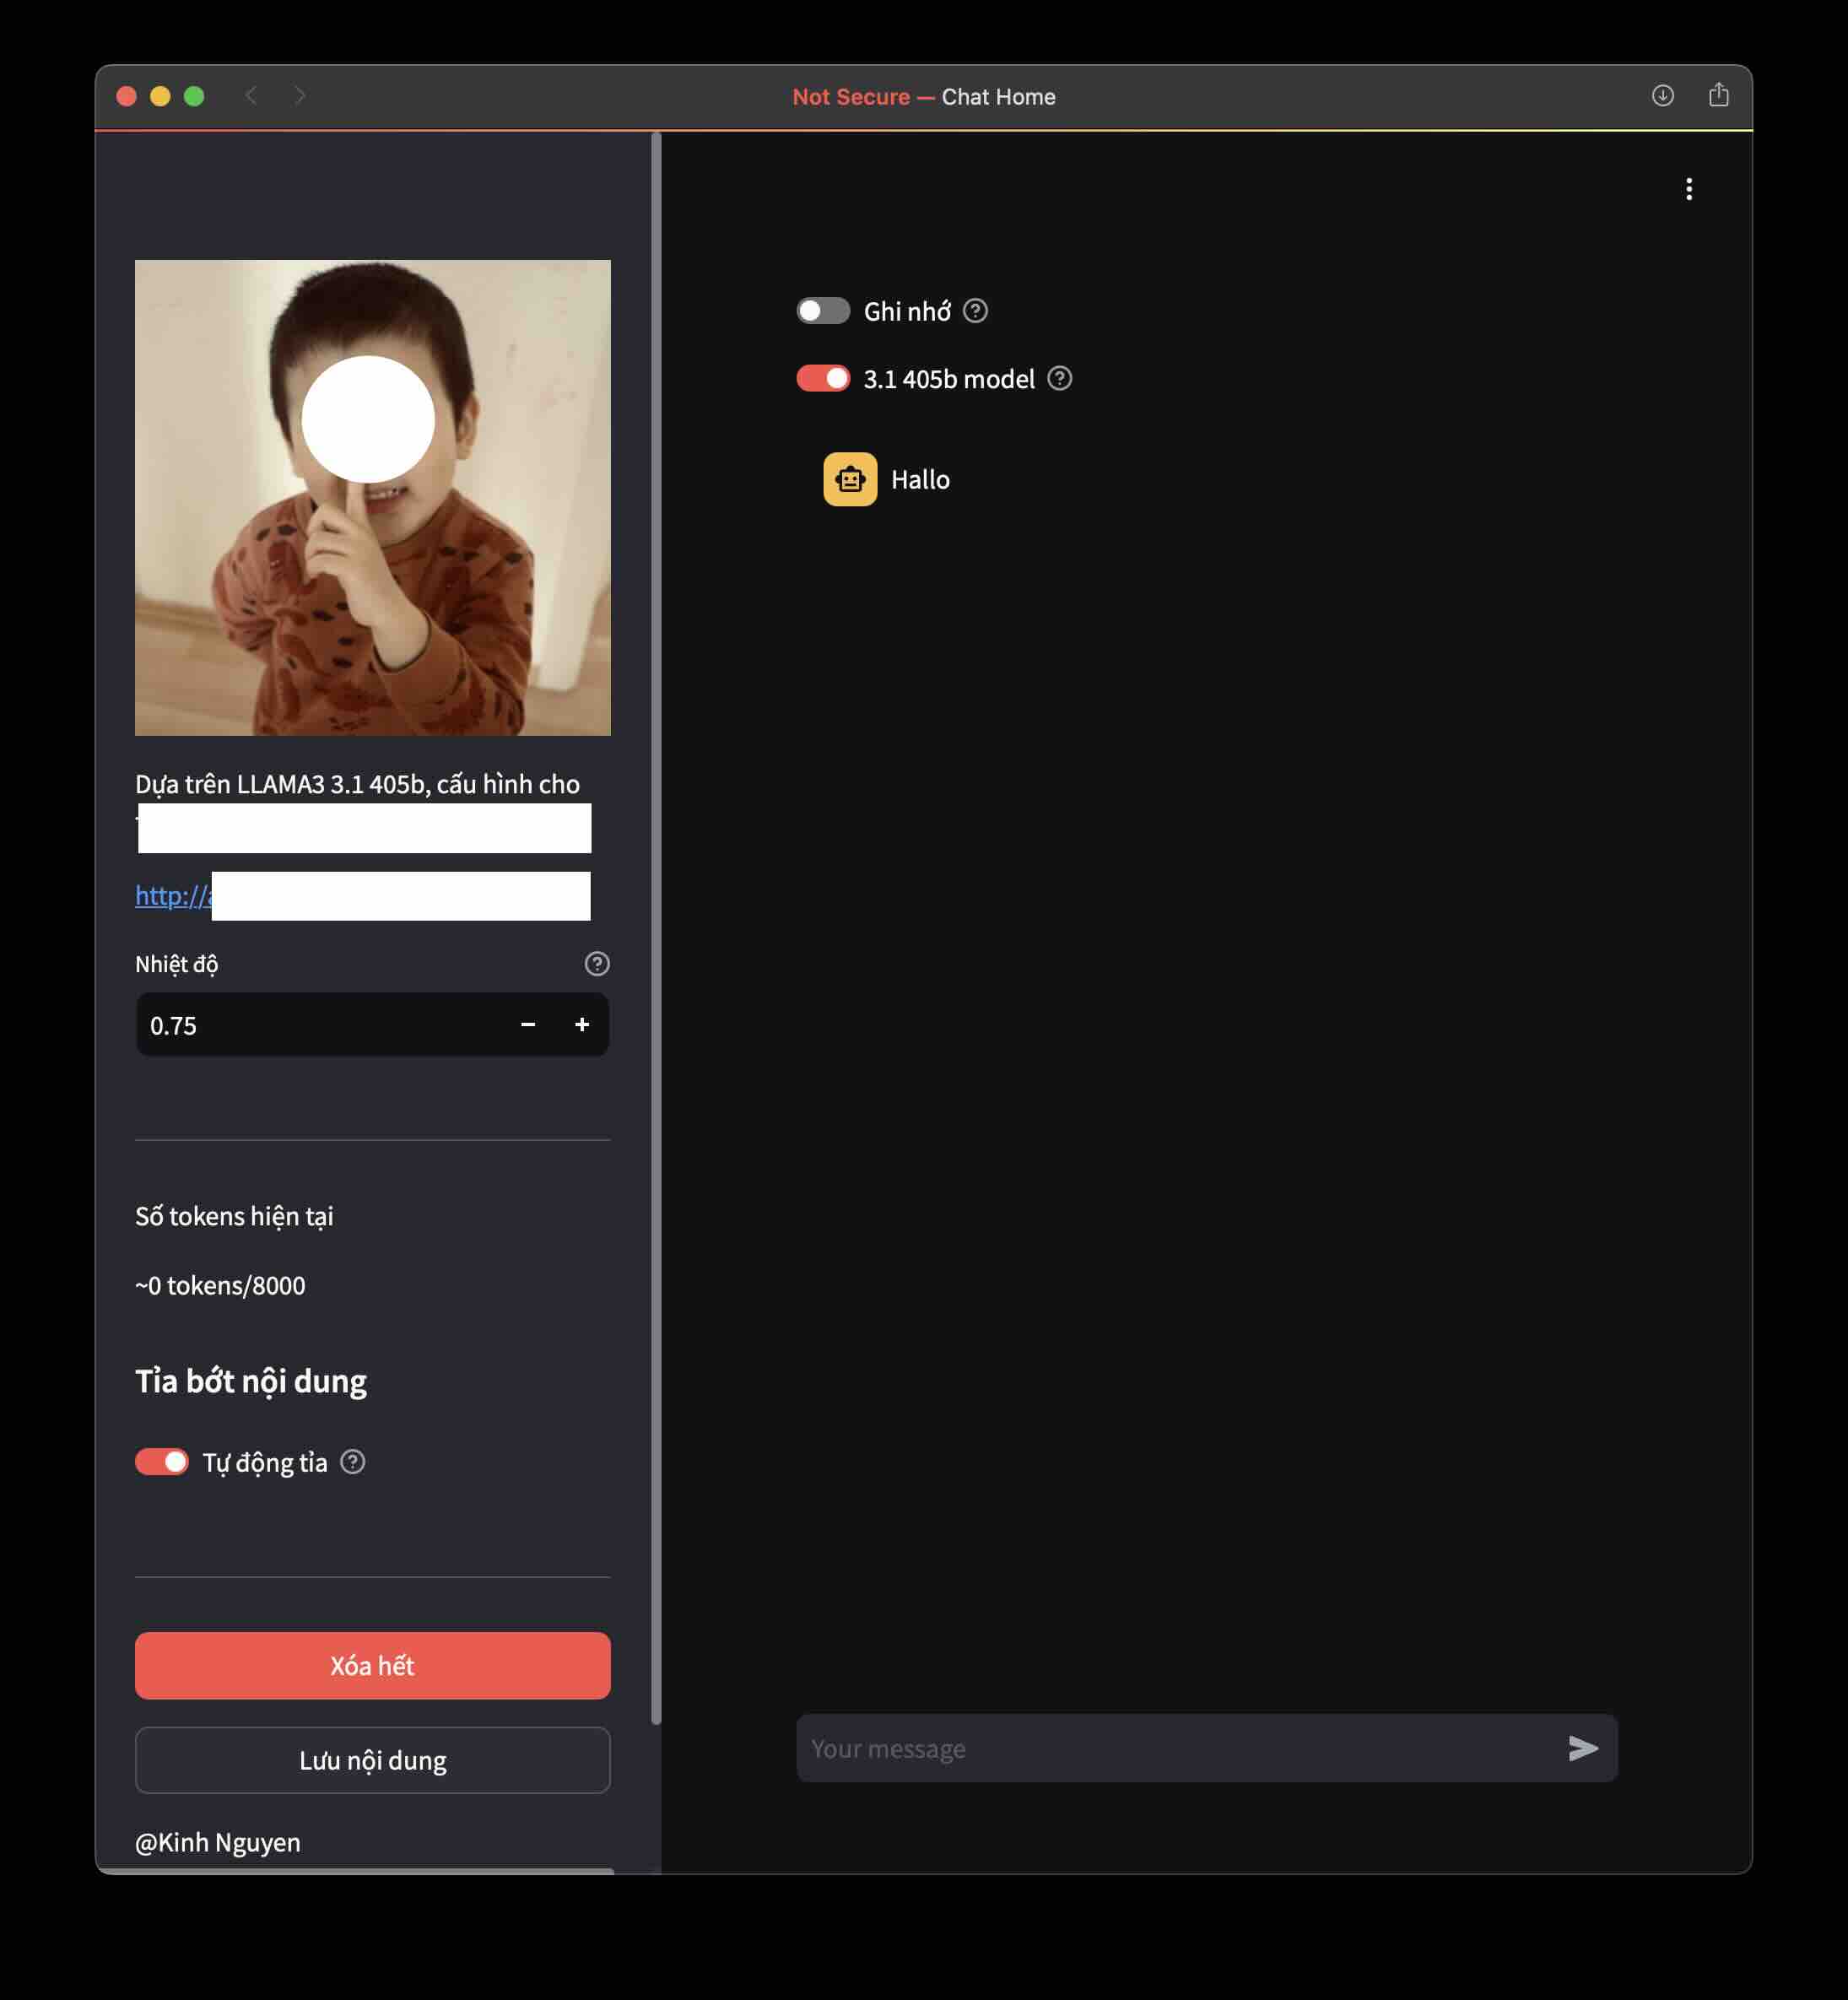 Not Secure — Chat Home
Dựa trên LLAMA3 3.1 405b, cấu hình cho
http://
Nhiệt độ
0.75
Số tokens hiện tại
~0 tokens/8000
Tỉa bớt nội dung
Tự động tỉa
Xóa hết
Lưu nội dung
@Kinh Nguyen
Ghi nhớ
3.1 405b model
Hallo
Your message